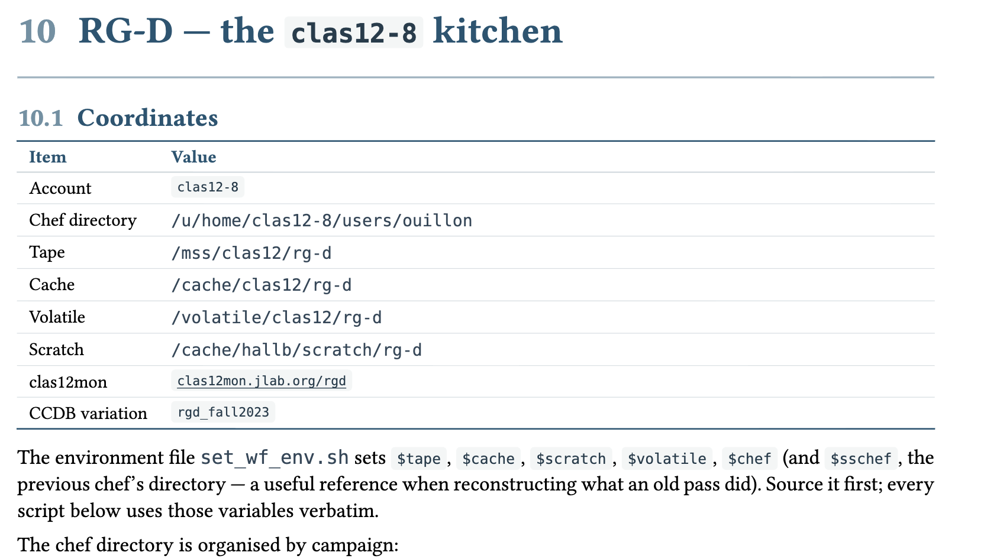 10 RG-D — the clas12-8 kitchen
10.1 Coordinates
Item Value
Account clas12-8
Chef directory /u/home/clas12-8/users/ouillon
Tape /mss/clas12/rg-d
Cache /cache/clas12/rg-d
Volatile /volatile/clas12/rg-d
Scratch /cache/hallb/scratch/rg-d
clas12mon clas12mon.jlab.org/rgd
CCDB variation rgd_fall2023
The environment file set_wf_env.sh sets $tape, $cache, $scratch, $volatile, $chef (and $sschef, the
previous chef’s directory — a useful reference when reconstructing what an old pass did). Source it first; every
script below uses those variables verbatim.
The chef directory is organised by campaign: